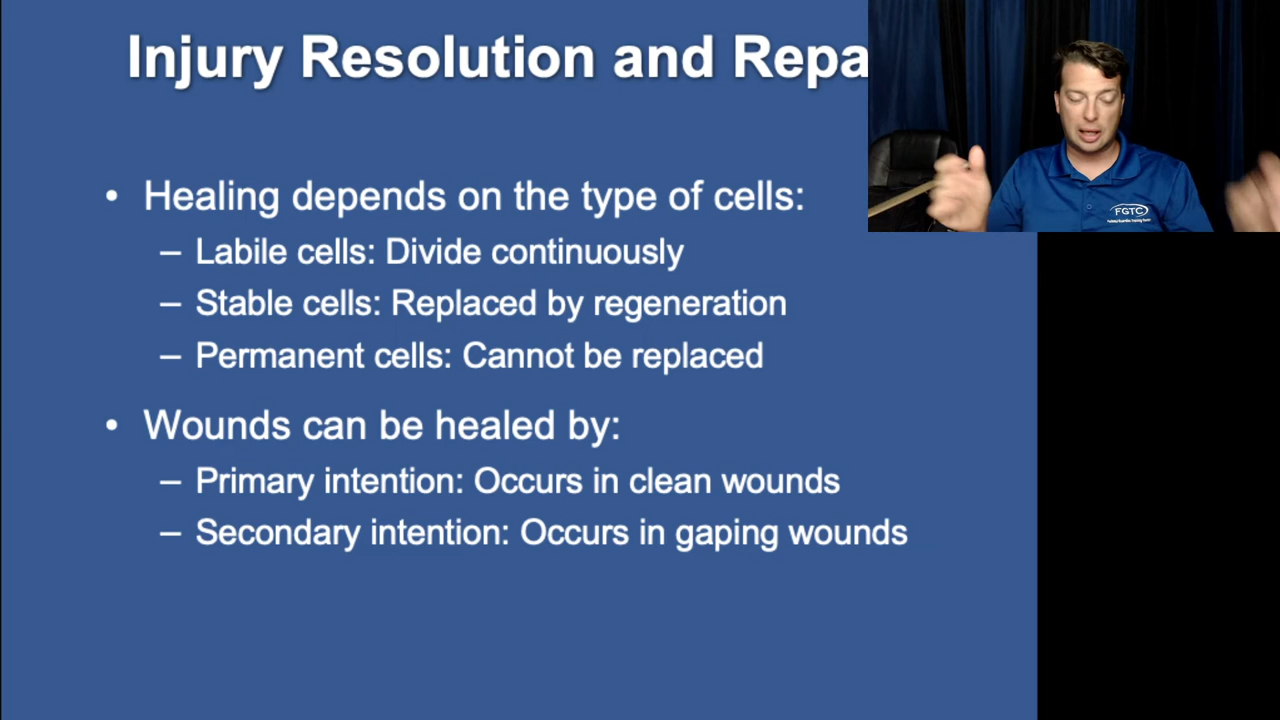 Injury Resolution and Repa
• Healing depends on the type of cells:
– Labile cells: Divide continuously
– Stable cells: Replaced by regeneration
– Permanent cells: Cannot be replaced
• Wounds can be healed by:
– Primary intention: Occurs in clean wounds
– Secondary intention: Occurs in gaping wounds
FGTC